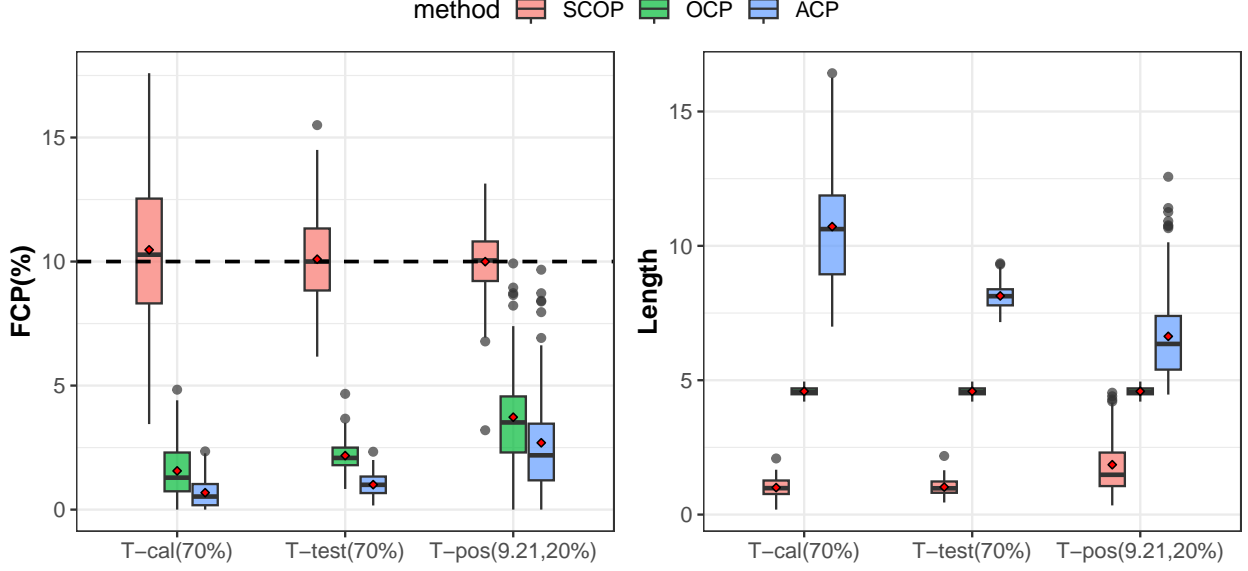 method SCOP OCP ACP
FCP(%)
15
10
5
0
T−cal(70%) T−test(70%) T−pos(9.21,20%)
Length
15
10
5
0
T−cal(70%) T−test(70%) T−pos(9.21,20%)